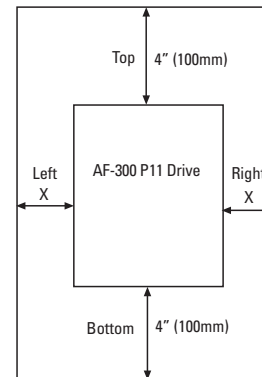 Top 4” (100mm)
AF-300 P11 Drive
Left
X
Right
X
Bottom 4” (100mm)